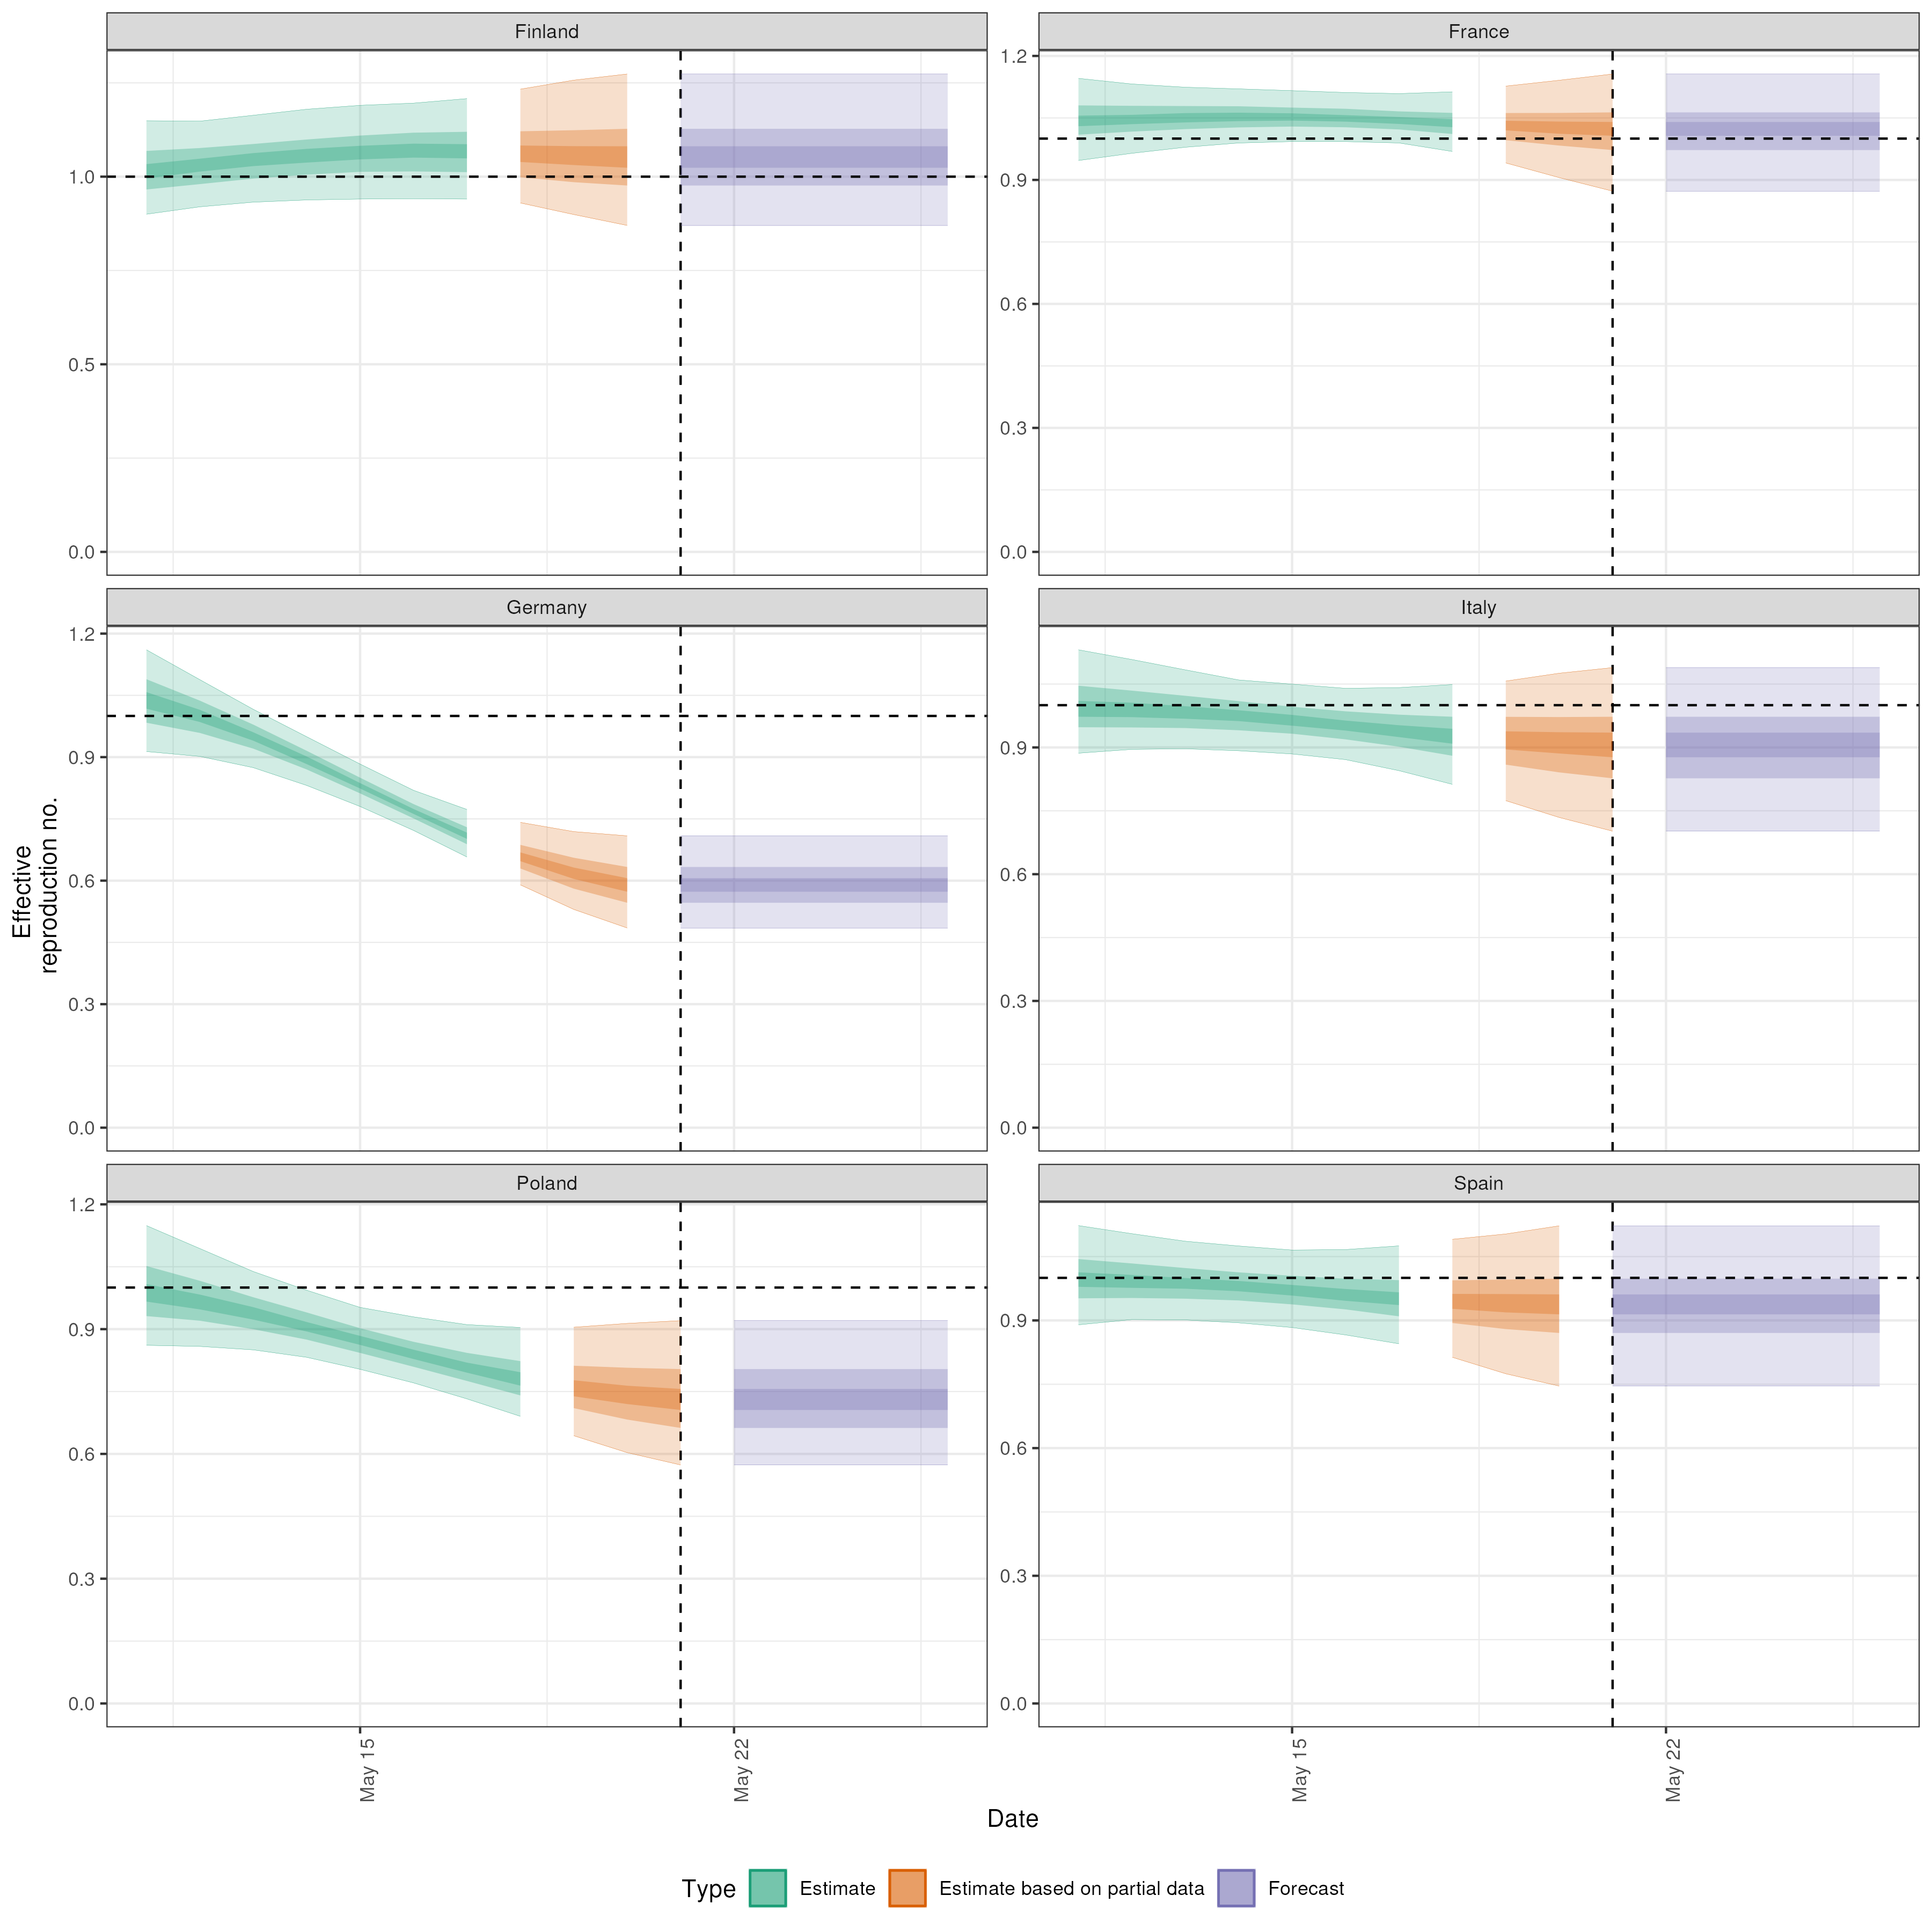 Finland
France
1.0
0.5
0.0
1.2
0.9
0.6
0.3
0.0
Germany
Italy
1.2
0.9
0.6
0.3
0.0
0.9
0.6
0.3
0.0
Effective
reproduction no.
Poland
Spain
1.2
0.9
0.6
0.3
0.0
0.9
0.6
0.3
0.0
May 15
May 22
May 15
May 22
Date
Type
Estimate
Estimate based on partial data
Forecast